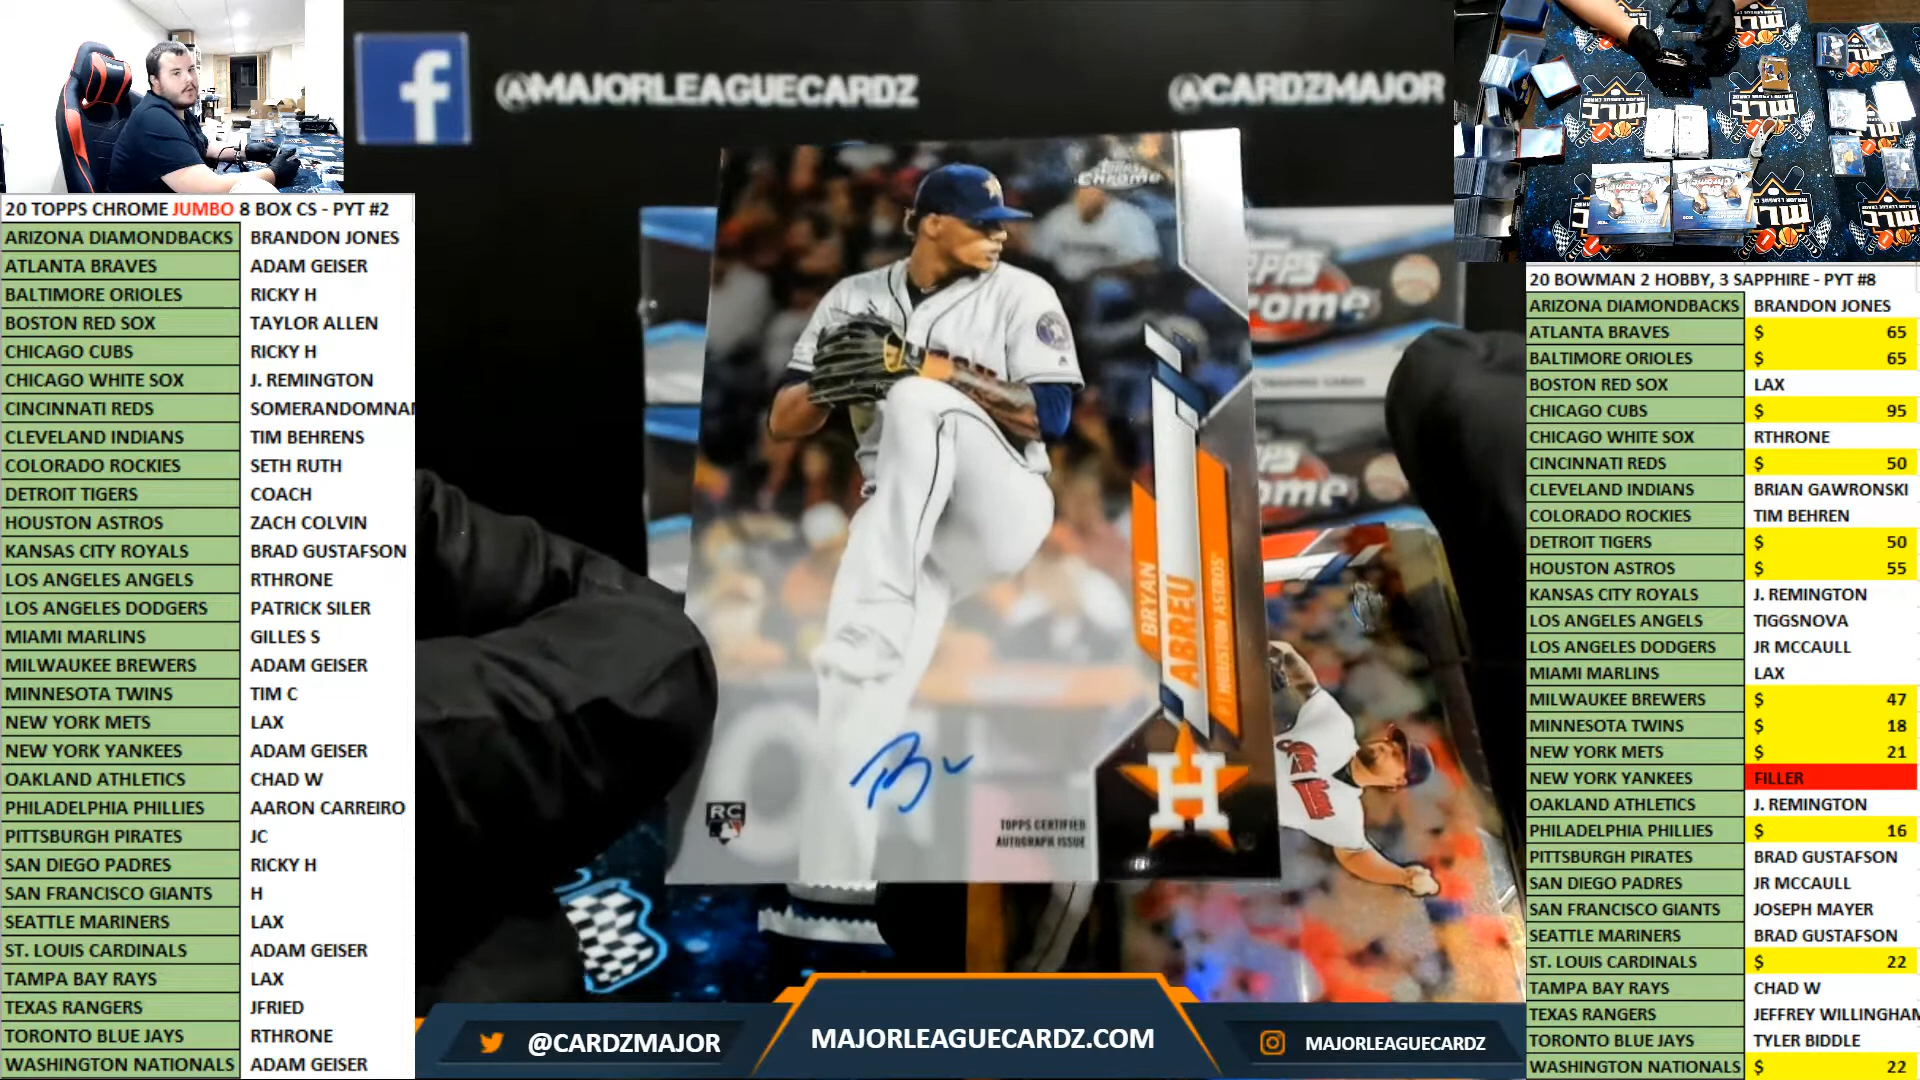 @MAJORLEAGUECARDZ
@CARDZMAJOR
20 TOPPS CHROME JUMBO 8 BOX CS - PYT #2
ARIZONA DIAMONDBACKS BRANDON JONES
ATLANTA BRAVES ADAM GEISER
BALTIMORE ORIOLES RICKY H
BOSTON RED SOX TAYLOR ALLEN
CHICAGO CUBS RICKY H
CHICAGO WHITE SOX J. REMINGTON
CINCINNATI REDS SOMERANDOMNA
CLEVELAND INDIANS TIM BEHRENS
COLORADO ROCKIES SETH RUTH
DETROIT TIGERS COACH
HOUSTON ASTROS ZACH COLVIN
KANSAS CITY ROYALS BRAD GUSTAFSON
LOS ANGELES ANGELS RTHRONE
LOS ANGELES DODGERS PATRICK SILER
MIAMI MARLINS GILLES S
MILWAUKEE BREWERS ADAM GEISER
MINNESOTA TWINS TIM C
NEW YORK METS LAX
NEW YORK YANKEES ADAM GEISER
OAKLAND ATHLETICS CHAD W
PHILADELPHIA PHILLIES AARON CARREIRO
PITTSBURGH PIRATES JC
SAN DIEGO PADRES RICKY H
SAN FRANCISCO GIANTS H
SEATTLE MARINERS LAX
ST. LOUIS CARDINALS ADAM GEISER
TAMPA BAY RAYS LAX
TEXAS RANGERS JFRIED
TORONTO BLUE JAYS RTHRONE
WASHINGTON NATIONALS ADAM GEISER
Topps
Chrome
BRYAN
ABREU
HOUSTON ASTROS
H
RC
TOPPS CERTIFIED
AUTOGRAPH ISSUE
@CARDZMAJOR
MAJORLEAGUECARDZ.COM
MAJORLEAGUECARDZ
20 BOWMAN 2 HOBBY, 3 SAPPHIRE - PYT #8
ARIZONA DIAMONDBACKS BRANDON JONES
ATLANTA BRAVES $ 65
BALTIMORE ORIOLES $ 65
BOSTON RED SOX LAX
CHICAGO CUBS $ 95
CHICAGO WHITE SOX RTHRONE
CINCINNATI REDS $ 50
CLEVELAND INDIANS BRIAN GAWRONSKI
COLORADO ROCKIES TIM BEHREN
DETROIT TIGERS $ 50
HOUSTON ASTROS $ 55
KANSAS CITY ROYALS J. REMINGTON
LOS ANGELES ANGELS TIGGSNOVA
LOS ANGELES DODGERS JR MCCAULL
MIAMI MARLINS LAX
MILWAUKEE BREWERS $ 47
MINNESOTA TWINS $ 18
NEW YORK METS $ 21
NEW YORK YANKEES FILLER
OAKLAND ATHLETICS J. REMINGTON
PHILADELPHIA PHILLIES $ 16
PITTSBURGH PIRATES BRAD GUSTAFSON
SAN DIEGO PADRES JR MCCAULL
SAN FRANCISCO GIANTS JOSEPH MAYER
SEATTLE MARINERS BRAD GUSTAFSON
ST. LOUIS CARDINALS $ 22
TAMPA BAY RAYS CHAD W
TEXAS RANGERS JEFFREY WILLINGHAM
TORONTO BLUE JAYS TYLER BIDDLE
WASHINGTON NATIONALS $ 22